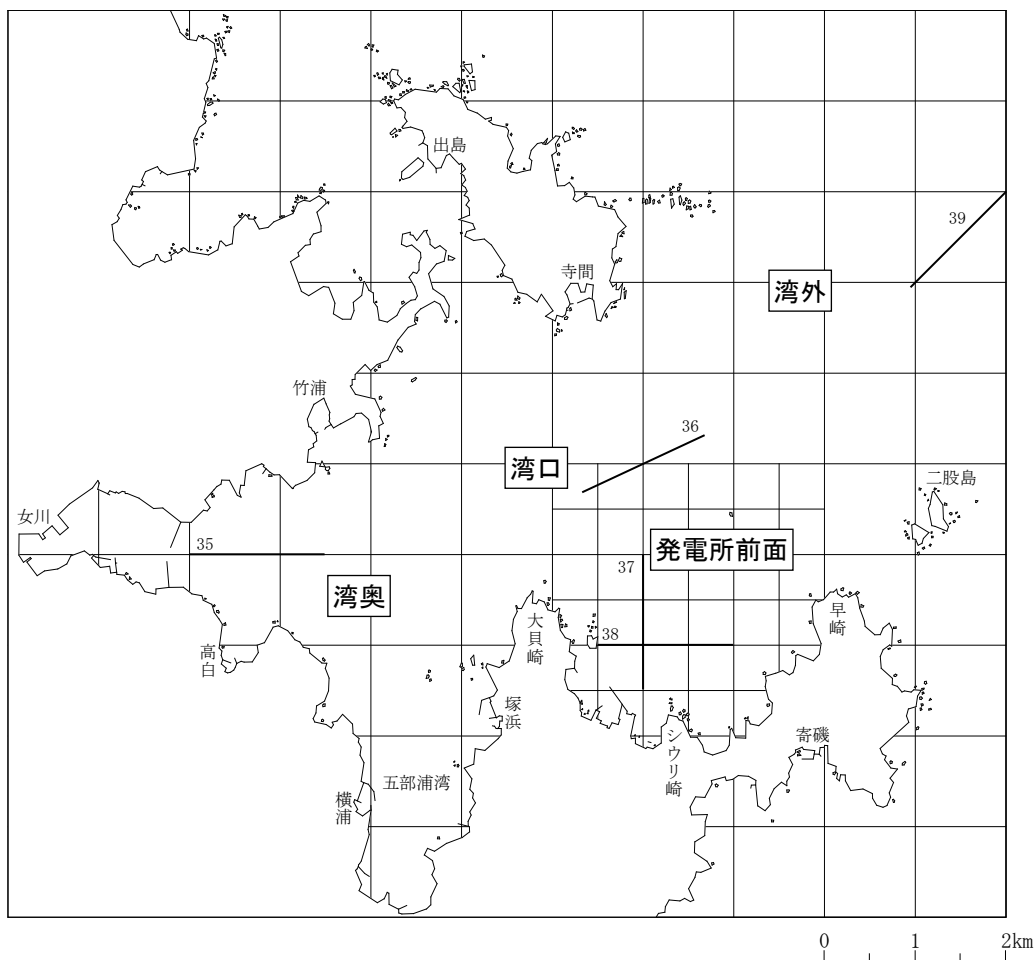 出島
39
寺間
湾外
竹浦
36
湾口
二股島
女川
35
発電所前面
37
湾奥
大貝崎
早崎
38
高白
塚浜
シウリ崎
寄磯
五部浦湾
横浦
0 1 2km